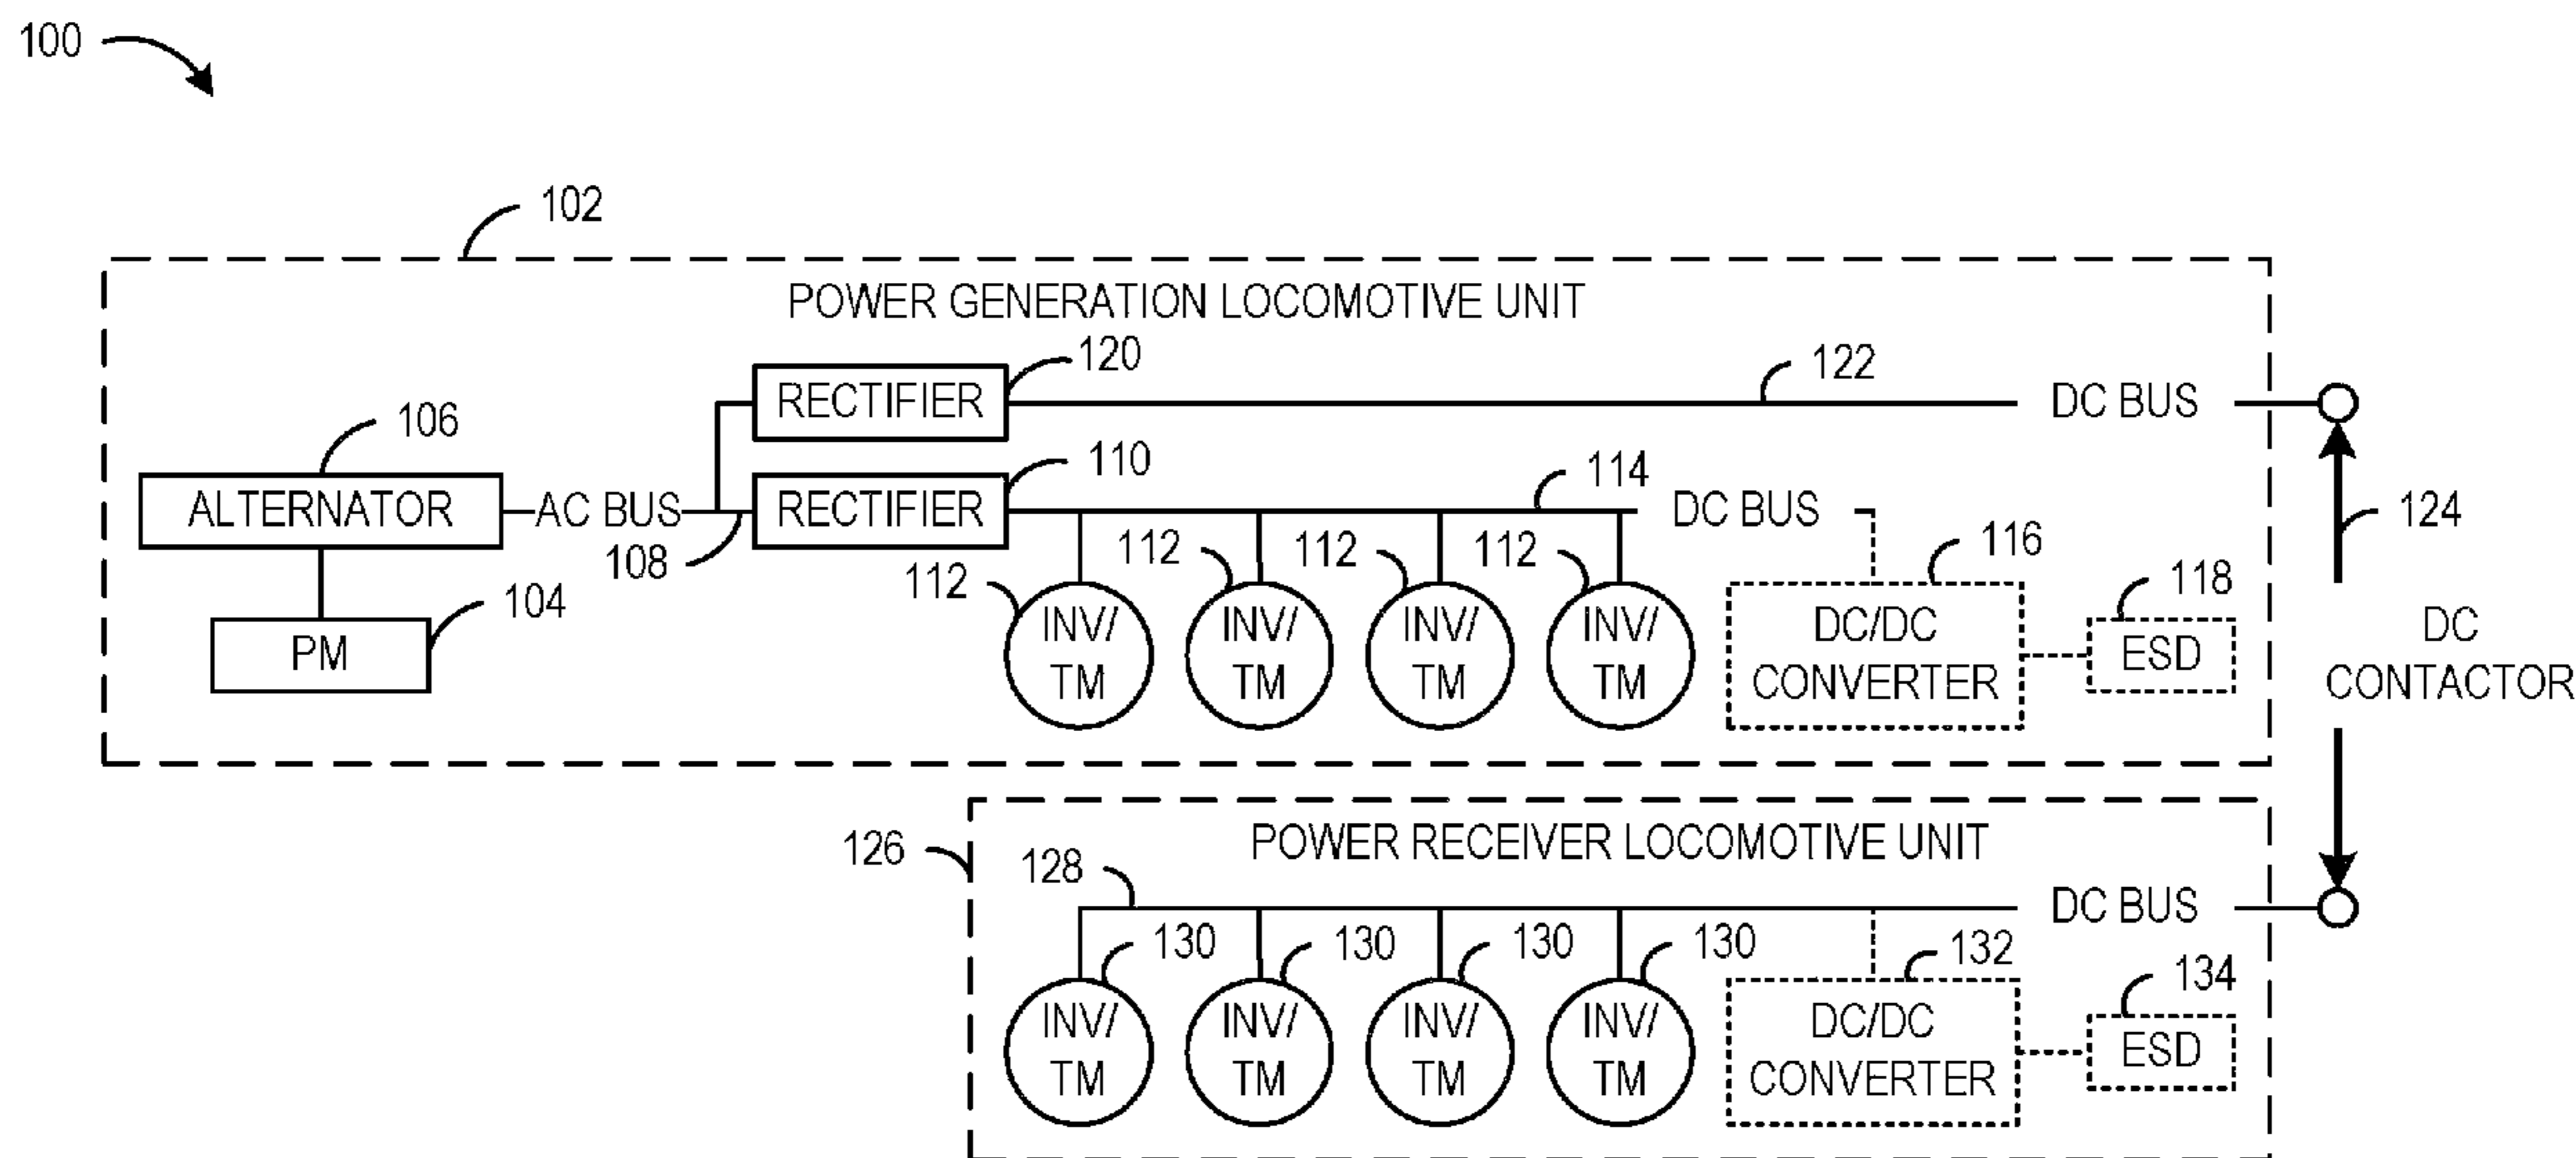 100
102
POWER GENERATION LOCOMOTIVE UNIT
120
RECTIFIER
122
DC BUS
106
ALTERNATOR
AC BUS
108
110
RECTIFIER
114
DC BUS
124
104
PM
112
112
112
112
INV/
TM
INV/
TM
INV/
TM
INV/
TM
116
DC/DC
CONVERTER
118
ESD
DC
CONTACTOR
126
POWER RECEIVER LOCOMOTIVE UNIT
128
DC BUS
130
130
130
130
INV/
TM
INV/
TM
INV/
TM
INV/
TM
132
DC/DC
CONVERTER
134
ESD